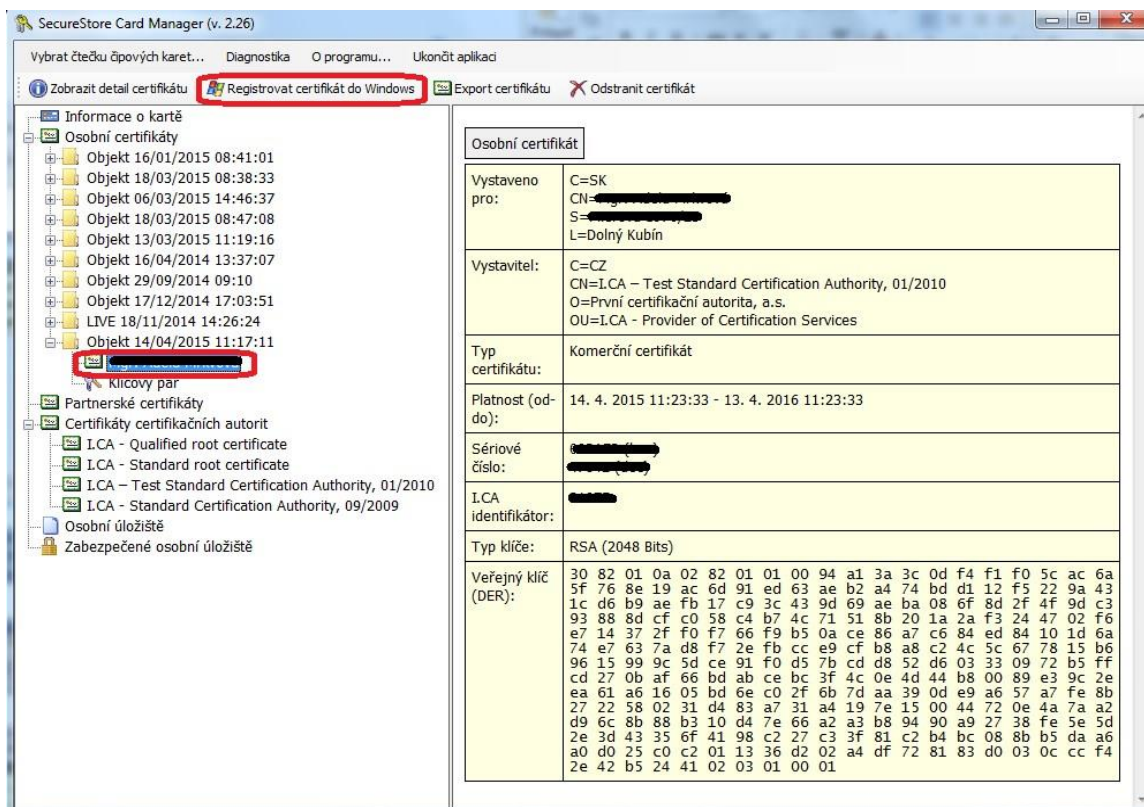 SecureStore Card Manager (v. 2.26)
Vybrat čtečku čipových karet... Diagnostika O programu... Ukončit aplikaci
Zobrazit detail certifikátu Registrovat certifikát do Windows Export certifikátu Odstranit certifikát
Informace o kartě
Osobní certifikáty
Objekt 16/01/2015 08:41:01
Objekt 18/03/2015 08:38:33
Objekt 06/03/2015 14:46:37
Objekt 18/03/2015 08:47:08
Objekt 13/03/2015 11:19:16
Objekt 16/04/2014 13:37:07
Objekt 29/09/2014 09:10
Objekt 17/12/2014 17:03:51
LIVE 18/11/2014 14:26:24
Objekt 14/04/2015 11:17:11
Klíčový pár
Partnerské certifikáty
Certifikáty certifikačních autorit
I.CA - Qualified root certificate
I.CA - Standard root certificate
I.CA – Test Standard Certification Authority, 01/2010
I.CA - Standard Certification Authority, 09/2009
Osobní úložiště
Zabezpečené osobní úložiště
Osobní certifikát
Vystaveno pro:
C=SK
CN=
S=
L=Dolný Kubín
Vystavitel:
C=CZ
CN=I.CA – Test Standard Certification Authority, 01/2010
O=První certifikační autorita, a.s.
OU=I.CA - Provider of Certification Services
Typ certifikátu:
Komerční certifikát
Platnost (od-do):
14. 4. 2015 11:23:33 - 13. 4. 2016 11:23:33
Sériové číslo:
I.CA identifikátor:
Typ klíče:
RSA (2048 Bits)
Veřejný klíč (DER):
30 82 01 0a 02 82 01 01 00 94 a1 3a 3c 0d f4 f1 f0 5c ac 6a
5f 76 8e 19 ac 6d 91 ed 63 ae b2 a4 74 bd d1 12 f5 22 9a 43
1c d6 b9 ae fb 17 c9 3c 43 9d 69 ae ba 08 6f 8d 2f 4f 9d c3
93 88 8d cf c0 58 c4 b7 4c 71 51 8b 20 1a 2a f3 24 47 02 f6
e7 14 37 2f f0 f7 66 f9 b5 0a ce 86 a7 c6 84 ed 84 10 1d 6a
74 e7 63 7a d8 f7 2e fb cc e9 cf b8 a8 c2 4c 5c 67 78 15 b6
96 15 99 9c 5d ce 91 f0 d5 7b cd d8 52 d6 03 33 09 72 b5 ff
cd 27 0b af 66 bd ab ce bc 3f 4c 0e 4d 44 b8 00 89 e3 9c 2e
ea 61 a6 16 05 bd 6e c0 2f 6b 7d aa 39 0d e9 a6 57 a7 fe 8b
27 22 58 02 31 d4 83 a7 31 a4 19 7e 15 00 44 72 0e 4a 7a a2
d9 6c 8b 88 b3 10 d4 7e 66 a2 a3 b8 94 90 a9 27 38 fe 5e 5d
2e 3d 43 35 6f 41 98 c2 27 c3 3f 81 c2 b4 bc 08 8b b5 da a6
a0 d0 25 c0 c2 01 13 36 d2 02 a4 df 72 81 83 d0 03 0c cc f4
2e 42 b5 24 41 02 03 01 00 01